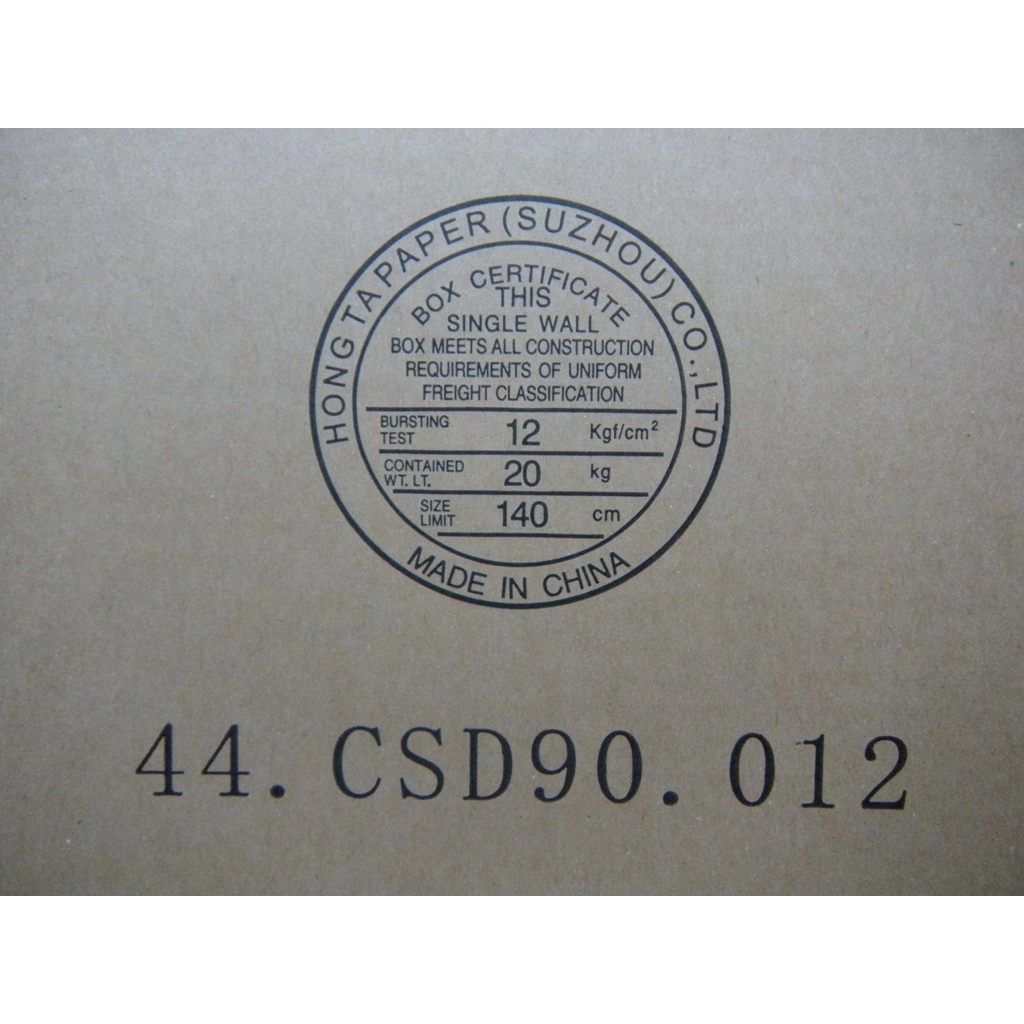 HONG TA PAPER (SUZHOU) CO.,LTD
BOX CERTIFICATE
THIS
SINGLE WALL
BOX MEETS ALL CONSTRUCTION
REQUIREMENTS OF UNIFORM
FREIGHT CLASSIFICATION
BURSTING TEST 12 Kgf/cm²
CONTAINED WT. LT. 20 kg
SIZE LIMIT 140 cm
MADE IN CHINA
44.CSD90.012